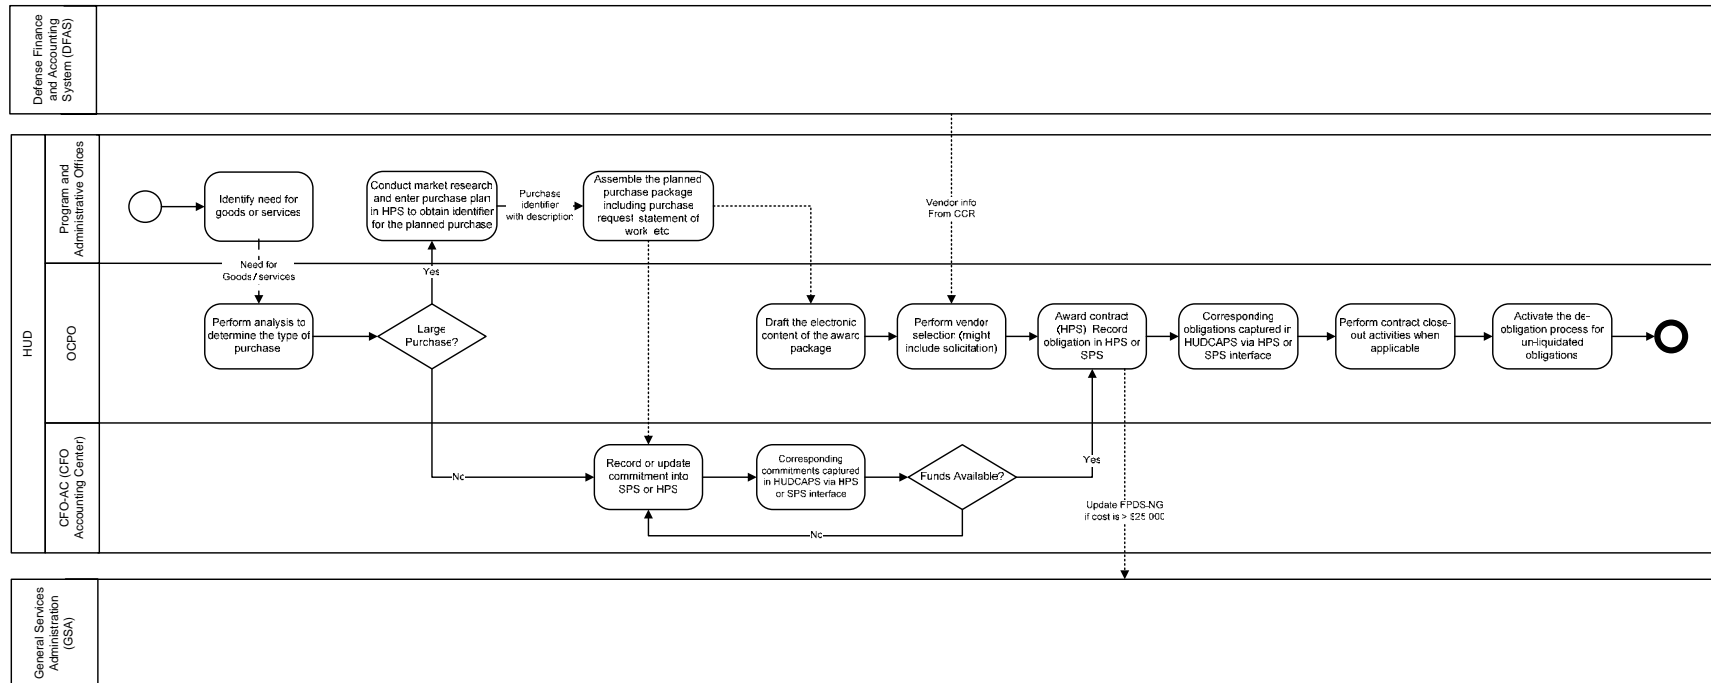 Defense Finance
and Accounting
System (DFAS)
HUD
Program and
Administrative Offices
Identify need for
goods or services
Conduct market research
and enter purchase plan
in HPS to obtain identifier
for the planned purchase
Purchase
identifier
with description
Assemble the planned
purchase package
including purchase
request statement of
work etc
Vendor info
From CCR
Need for
Goods / services
Yes
OCPO
Perform analysis to
determine the type of
purchase
Large
Purchase?
Draft the electronic
content of the award
package
Perform vendor
selection (might
include solicitation)
Award contract
(HPS) Record
obligation in HPS or
SPS
Corresponding
obligations captured in
HUDCAPS via HPS or
SPS interface
Perform contract close-
out activities when
applicable
Activate the de-
obligation process for
un-liquidated
obligations
CFO-AC (CFO
Accounting Center)
No
Record or update
commitment into
SPS or HPS
Corresponding
commitments captured
in HUDCAPS via HPS
or SPS interface
Funds Available?
Yes
No
Update FPDS-NG
if cost is > $25 000
General Services
Administration
(GSA)